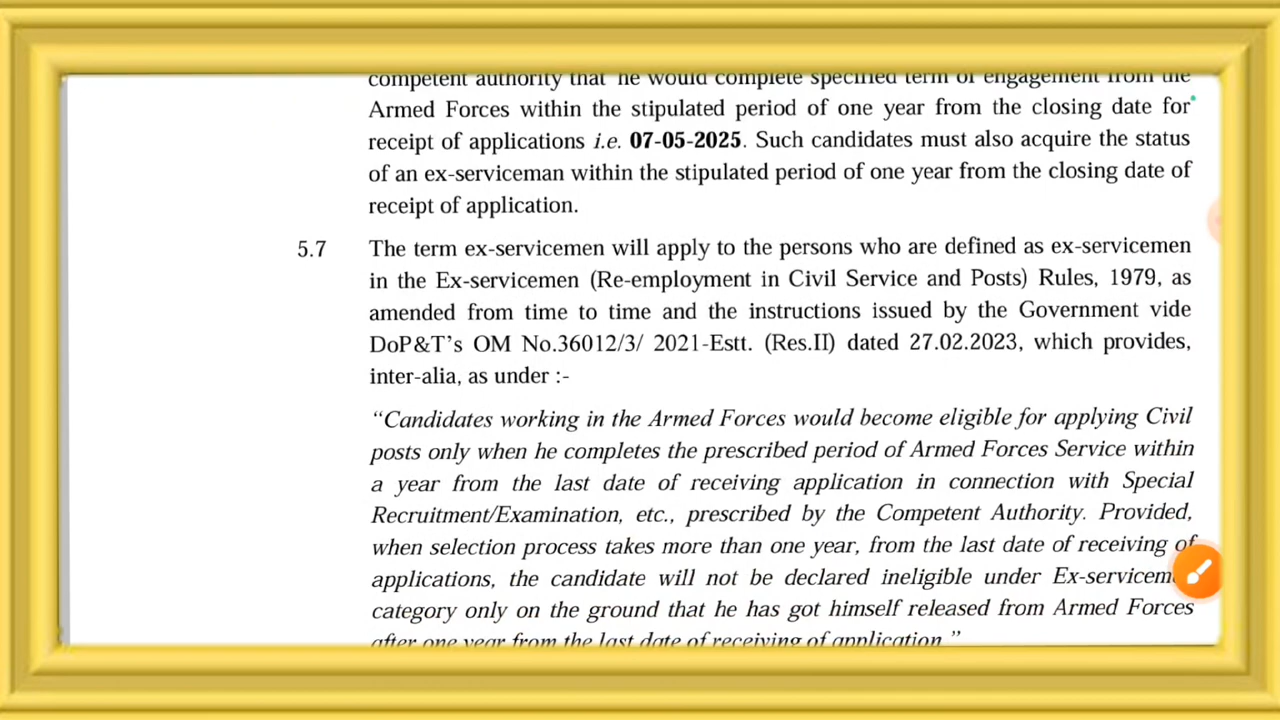 competent authority that he would complete specified term of engagement from the
Armed Forces within the stipulated period of one year from the closing date for
receipt of applications i.e. 07-05-2025. Such candidates must also acquire the status
of an ex-serviceman within the stipulated period of one year from the closing date of
receipt of application.
5.7 The term ex-servicemen will apply to the persons who are defined as ex-servicemen
in the Ex-servicemen (Re-employment in Civil Service and Posts) Rules, 1979, as
amended from time to time and the instructions issued by the Government vide
DoP&T's OM No.36012/3/ 2021-Estt. (Res.II) dated 27.02.2023, which provides,
inter-alia, as under :-
“Candidates working in the Armed Forces would become eligible for applying Civil
posts only when he completes the prescribed period of Armed Forces Service within
a year from the last date of receiving application in connection with Special
Recruitment/Examination, etc., prescribed by the Competent Authority. Provided,
when selection process takes more than one year, from the last date of receiving of
applications, the candidate will not be declared ineligible under Ex-servicem
category only on the ground that he has got himself released from Armed Forces
after one year from the last date of receiving of application.”